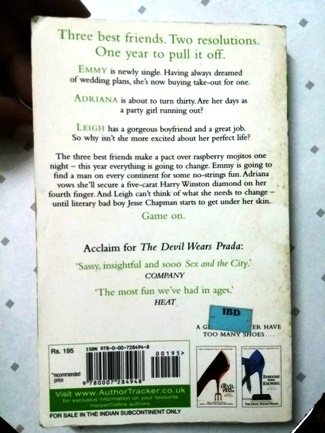 Three best friends. Two resolutions.
One year to pull it off.
EMMY is newly single. Having always dreamed
of wedding plans, she's now buying take-out for one.
ADRIANA is about to turn thirty. Are her days as
a party girl running out?
LEIGH has a gorgeous boyfriend and a great job.
So why isn't she more excited about her perfect life?
The three best friends make a pact over raspberry mojitos one
night – this year everything is going to change. Emmy is going to
find a man on every continent for some no-strings fun. Adriana
vows she'll secure a five-carat Harry Winston diamond on her
fourth finger. And Leigh can't think of what she needs to change –
until literary bad boy Jesse Chapman starts to get under her skin.
Game on.
Acclaim for The Devil Wears Prada:
'Sassy, insightful and sooo Sex and the City.'
COMPANY
'The most fun we've had in ages.'
HEAT
IBD
A G ER HAVE
TOO MANY SHOES
Rs. 195
*recommended
price
ISBN 978-0-00-728494-8
00195>
9 780007 284948
Visit www.AuthorTracker.co.uk
for exclusive information on your favourite
HarperCollins authors.
FOR SALE IN THE INDIAN SUBCONTINENT ONLY